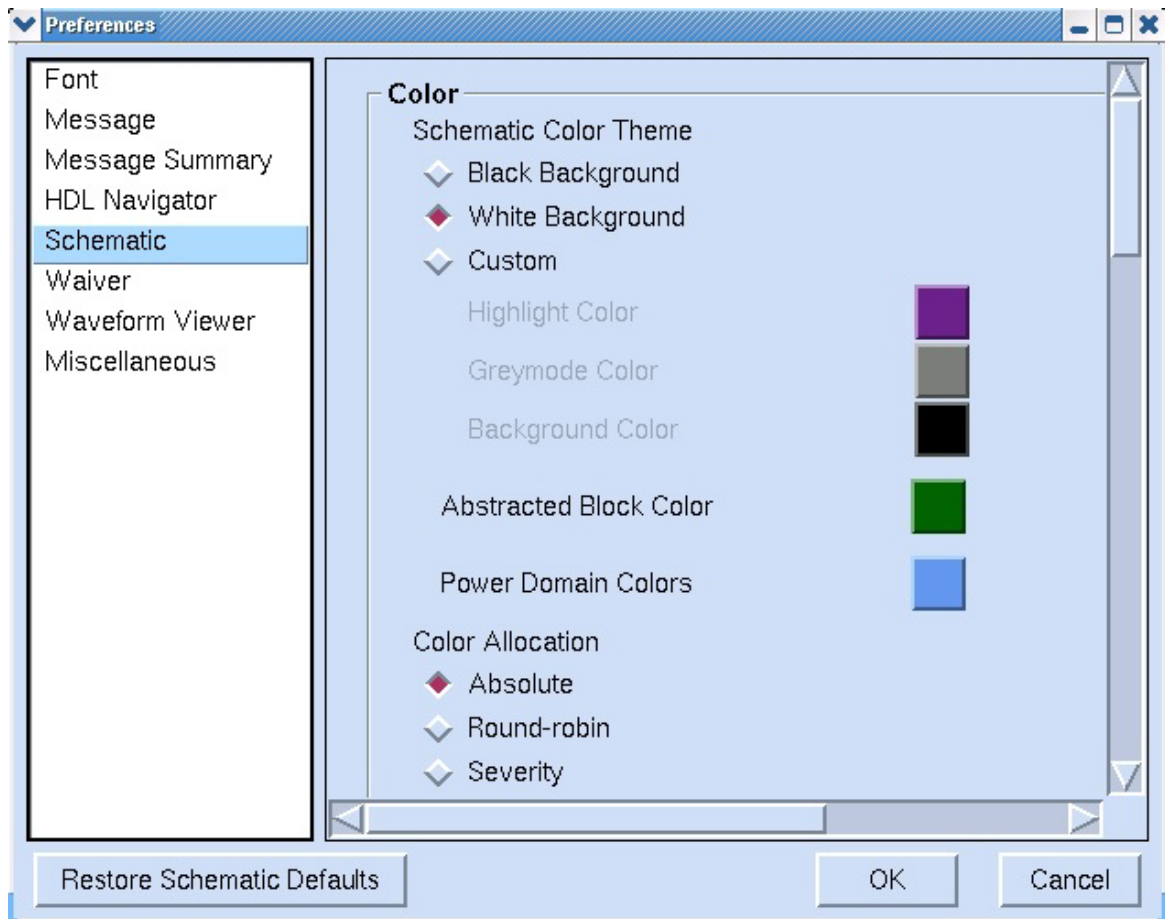 Preferences
Font
Message
Message Summary
HDL Navigator
Schematic
Waiver
Waveform Viewer
Miscellaneous
Color
Schematic Color Theme
Black Background
White Background
Custom
Highlight Color
Greymode Color
Background Color
Abstracted Block Color
Power Domain Colors
Color Allocation
Absolute
Round-robin
Severity
Restore Schematic Defaults
OK
Cancel